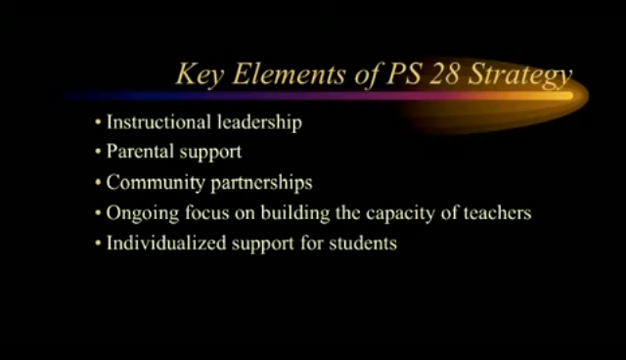 Key Elements of PS 28 Strategy
• Instructional leadership
• Parental support
• Community partnerships
• Ongoing focus on building the capacity of teachers
• Individualized support for students